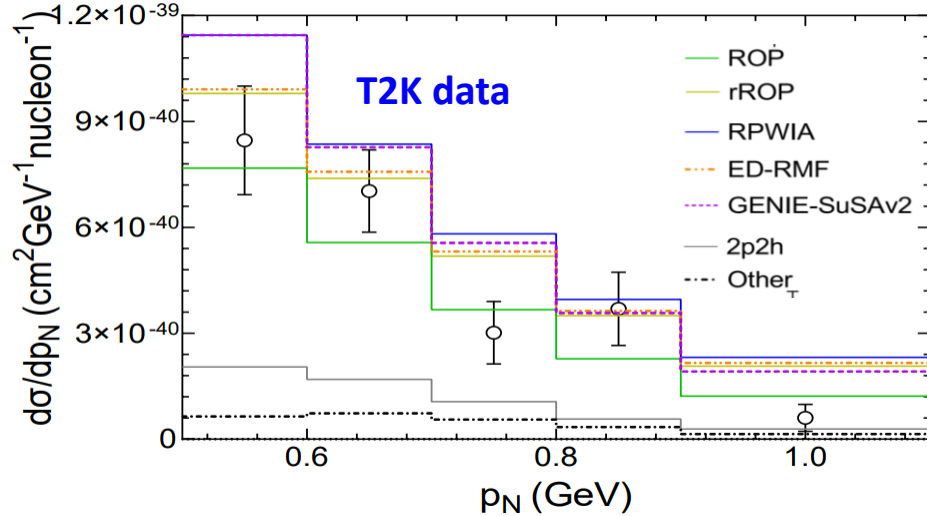 1.2×10⁻³⁹
9×10⁻⁴⁰
6×10⁻⁴⁰
3×10⁻⁴⁰
0
dσ/dp_N (cm²GeV⁻¹nucleon⁻¹)
T2K data
ROP
rROP
RPWIA
ED-RMF
GENIE-SuSAv2
2p2h
Other
0.6
0.8
1.0
p_N (GeV)